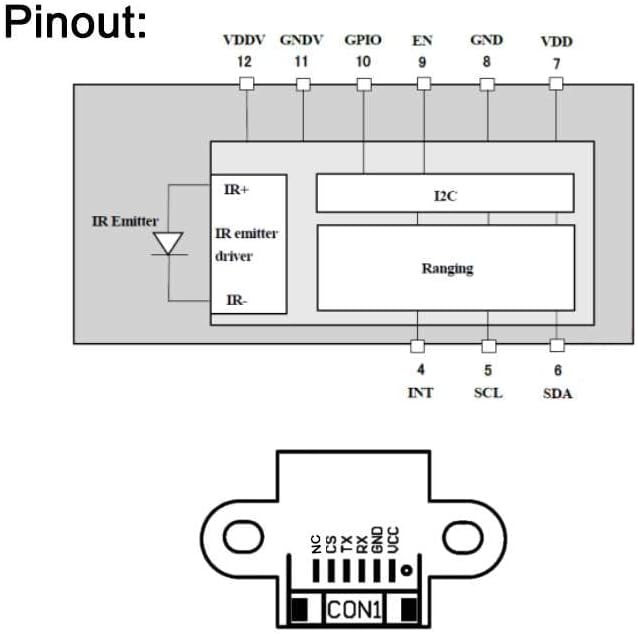 Pinout:
VDDV GNDV GPIO EN GND VDD
12 11 10 9 8 7
IR+
I2C
IR Emitter
IR emitter
driver
Ranging
IR-
4 5 6
INT SCL SDA
NC CS TX RX GND VCC
CON1